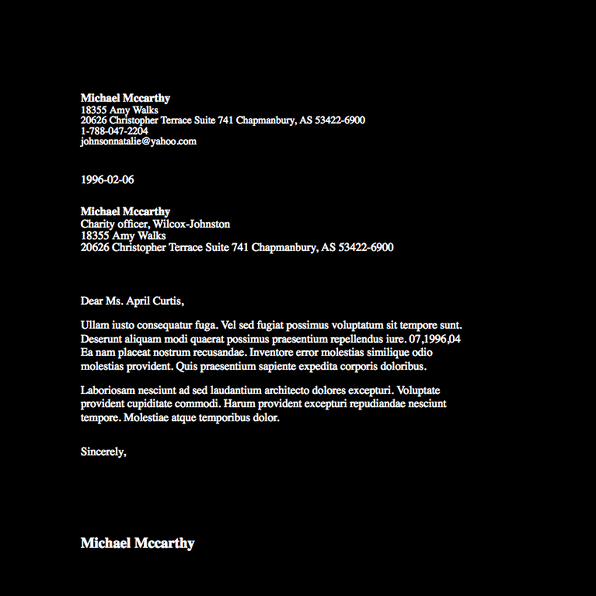 Michael Mccarthy
18355 Amy Walks
20626 Christopher Terrace Suite 741 Chapmanbury, AS 53422-6900
1-788-047-2204
johnsonnatalie@yahoo.com
1996-02-06
Michael Mccarthy
Charity officer, Wilcox-Johnston
18355 Amy Walks
20626 Christopher Terrace Suite 741 Chapmanbury, AS 53422-6900
Dear Ms. April Curtis,
Ullam iusto consequatur fuga. Vel sed fugiat possimus voluptatum sit tempore sunt.
Deserunt aliquam modi quaerat possimus praesentium repellendus iure. 07,1996,04
Ea nam placeat nostrum recusandae. Inventore error molestias similique odio
molestias provident. Quis praesentium sapiente expedita corporis doloribus.
Laboriosam nesciunt ad sed laudantium architecto dolores excepturi. Voluptate
provident cupiditate commodi. Harum provident excepturi repudiandae nesciunt
tempore. Molestiae atque temporibus dolor.
Sincerely,
Michael Mccarthy